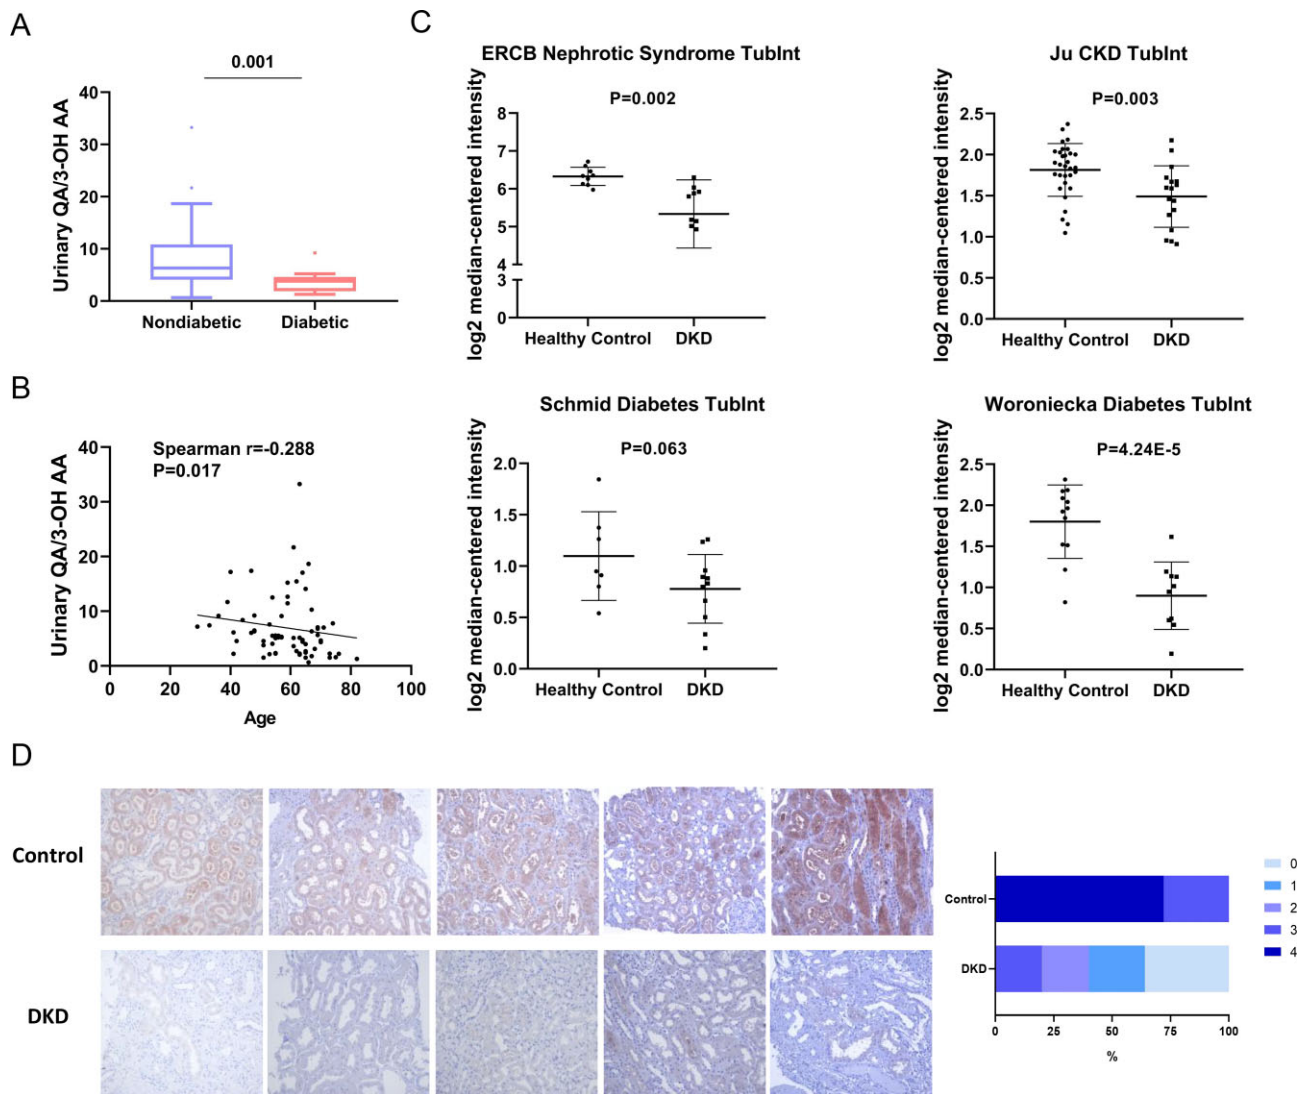 A
0.001
Urinary QA/3-OH AA
40
30
20
10
0
Nondiabetic
Diabetic
B
Spearman r=-0.288
P=0.017
Urinary QA/3-OH AA
40
30
20
10
0
0
20
40
60
80
100
Age
C
ERCB Nephrotic Syndrome TubInt
P=0.002
log2 median-centered intensity
8
7
6
5
4
3
0
Healthy Control
DKD
Ju CKD TubInt
P=0.003
log2 median-centered intensity
2.5
2.0
1.5
1.0
0.5
0.0
Healthy Control
DKD
Schmid Diabetes TubInt
P=0.063
log2 median-centered intensity
2.0
1.5
1.0
0.5
0.0
Healthy Control
DKD
Woroniecka Diabetes TubInt
P=4.24E-5
log2 median-centered intensity
2.5
2.0
1.5
1.0
0.5
0.0
Healthy Control
DKD
D
Control
DKD
Control
DKD
0
25
50
75
100
%
0
1
2
3
4